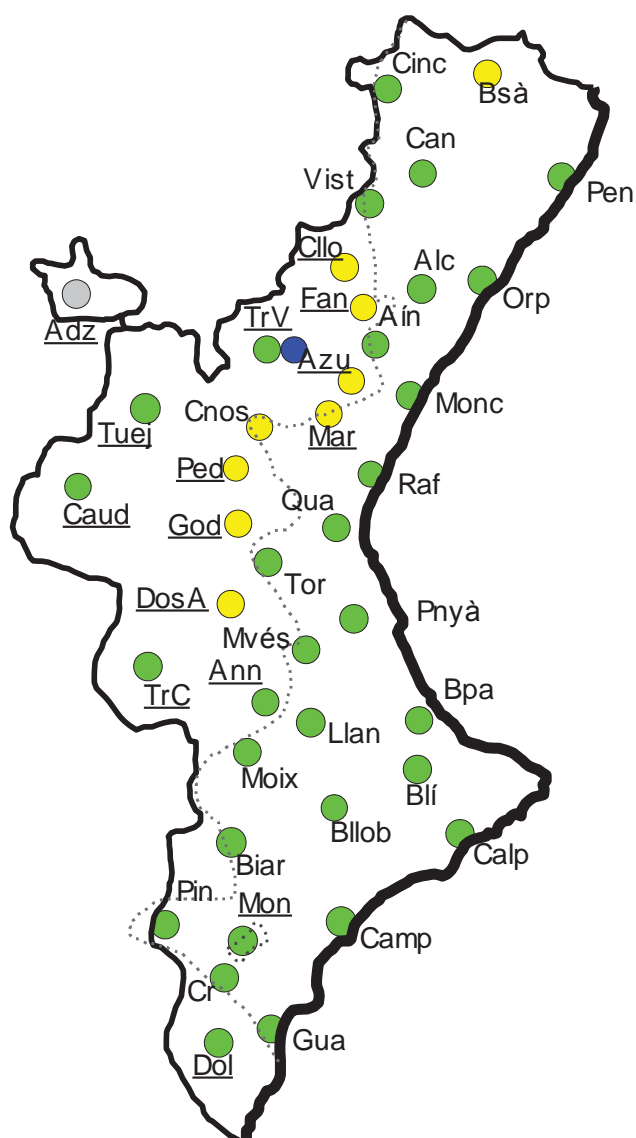 Cinc
Bsà
Can
Vist
Pen
Cllo
Alc
Fan
Orp
Adz
TrV
Aín
Azu
Monc
Cnos
Mar
Tuej
Ped
Raf
Caud
Qua
God
Tor
DosA
Pnyà
Mvés
Ann
TrC
Bpa
Llan
Moix
Blí
Bllob
Calp
Biar
Pin
Mon
Camp
Cr
Gua
Dol